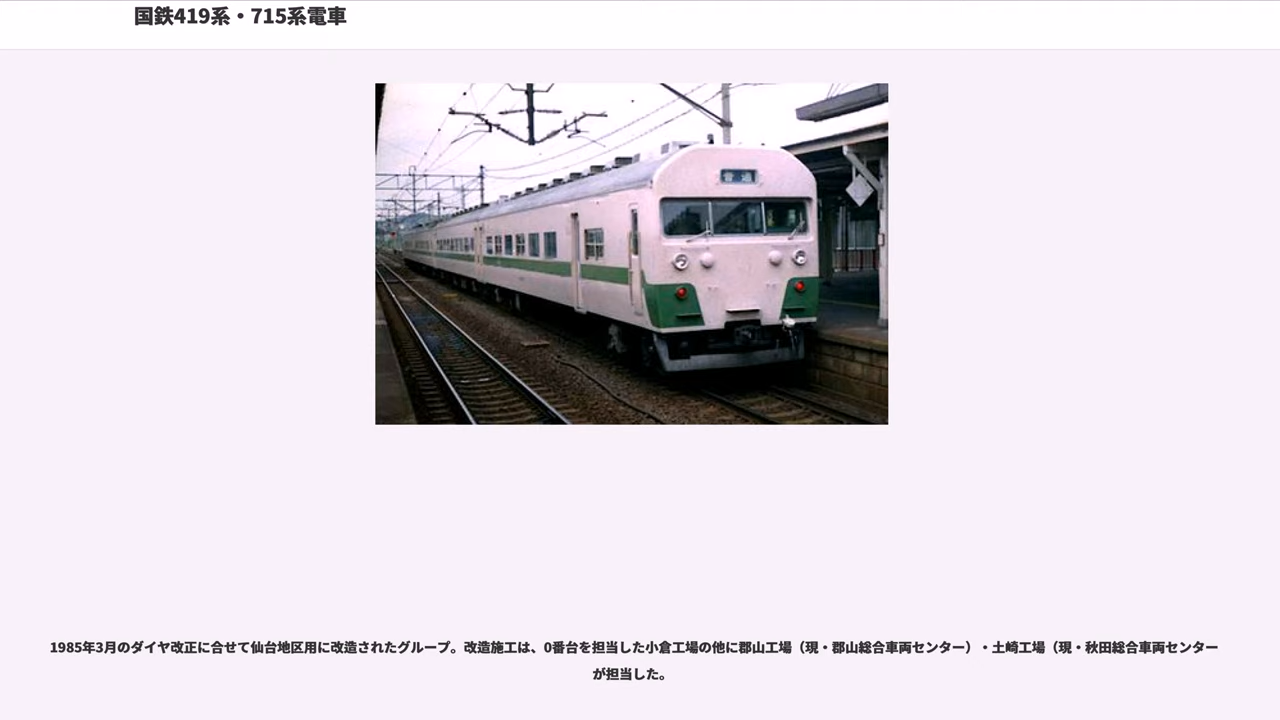 国鉄419系・715系電車
普通
1985年3月のダイヤ改正に合せて仙台地区用に改造されたグループ。改造施工は、0番台を担当した小倉工場の他に郡山工場（現・郡山総合車両センター）・土崎工場（現・秋田総合車両センター
が担当した。